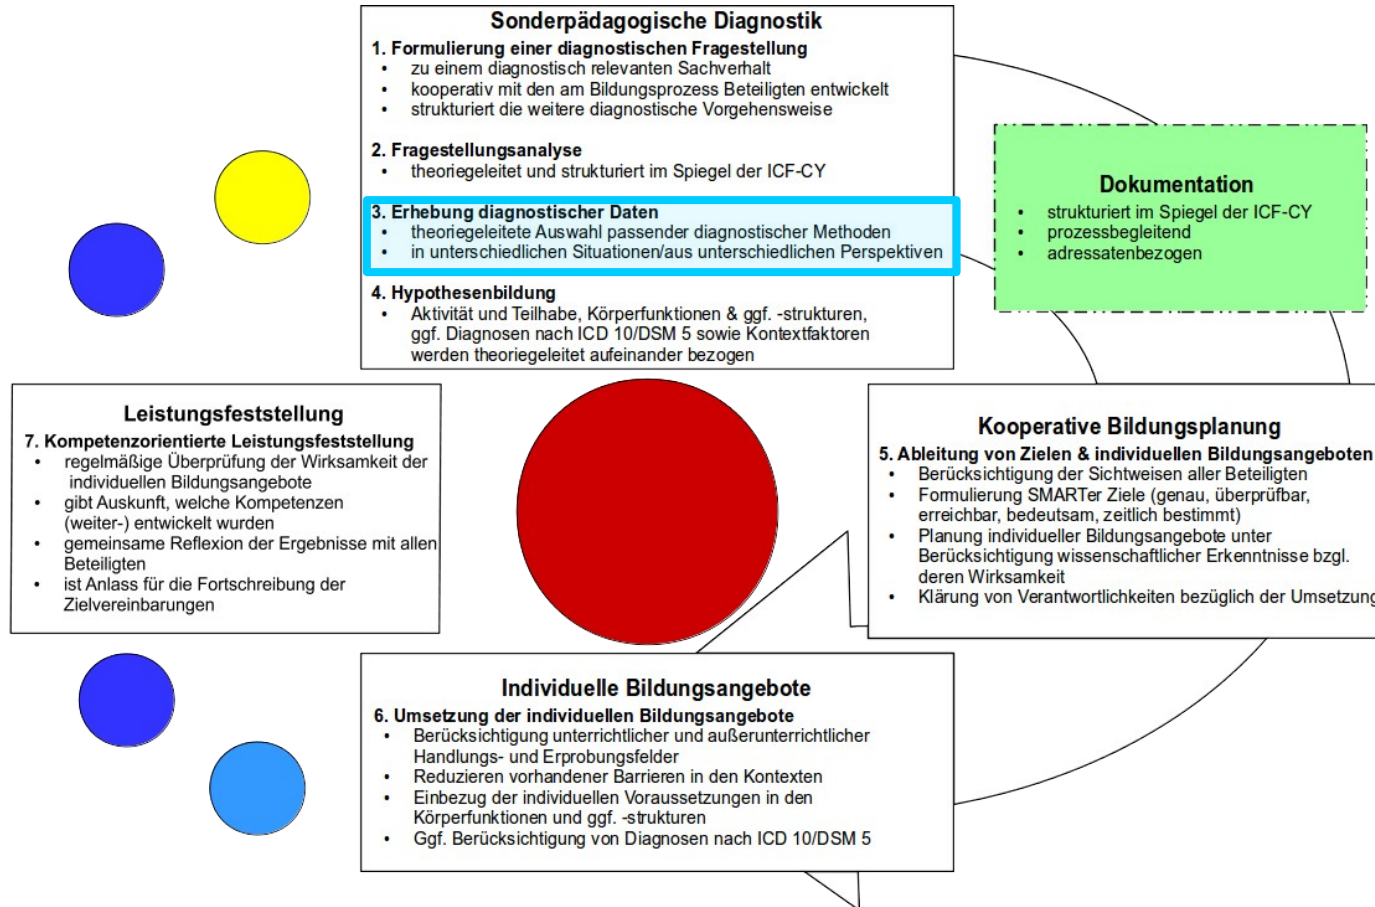 Sonderpädagogische Diagnostik
1. Formulierung einer diagnostischen Fragestellung
• zu einem diagnostisch relevanten Sachverhalt
• kooperativ mit den am Bildungsprozess Beteiligten entwickelt
• strukturiert die weitere diagnostische Vorgehensweise
2. Fragestellungsanalyse
• theoriegeleitet und strukturiert im Spiegel der ICF-CY
3. Erhebung diagnostischer Daten
• theoriegeleitete Auswahl passender diagnostischer Methoden
• in unterschiedlichen Situationen/aus unterschiedlichen Perspektiven
4. Hypothesenbildung
• Aktivität und Teilhabe, Körperfunktionen & ggf. -strukturen,
ggf. Diagnosen nach ICD 10/DSM 5 sowie Kontextfaktoren
werden theoriegeleitet aufeinander bezogen
Dokumentation
• strukturiert im Spiegel der ICF-CY
• prozessbegleitend
• adressatenbezogen
Leistungsfeststellung
7. Kompetenzorientierte Leistungsfeststellung
• regelmäßige Überprüfung der Wirksamkeit der
individuellen Bildungsangebote
• gibt Auskunft, welche Kompetenzen
(weiter-) entwickelt wurden
• gemeinsame Reflexion der Ergebnisse mit allen
Beteiligten
• ist Anlass für die Fortschreibung der
Zielvereinbarungen
Kooperative Bildungsplanung
5. Ableitung von Zielen & individuellen Bildungsangeboten
• Berücksichtigung der Sichtweisen aller Beteiligten
• Formulierung SMARTer Ziele (genau, überprüfbar,
erreichbar, bedeutsam, zeitlich bestimmt)
• Planung individueller Bildungsangebote unter
Berücksichtigung wissenschaftlicher Erkenntnisse bzgl.
deren Wirksamkeit
• Klärung von Verantwortlichkeiten bezüglich der Umsetzung
Individuelle Bildungsangebote
6. Umsetzung der individuellen Bildungsangebote
• Berücksichtigung unterrichtlicher und außerunterrichtlicher
Handlungs- und Erprobungsfelder
• Reduzieren vorhandener Barrieren in den Kontexten
• Einbezug der individuellen Voraussetzungen in den
Körperfunktionen und ggf. -strukturen
• Ggf. Berücksichtigung von Diagnosen nach ICD 10/DSM 5